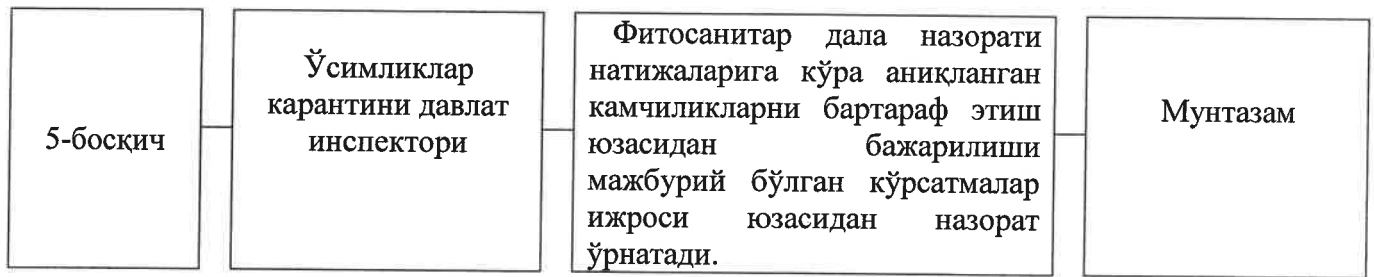 5-босқич
Ўсимликлар
карантини давлат
инспектори
Фитосанитар дала назорати
натижаларига кўра аниқланган
камчиликларни бартараф этиш
юзасидан бажарилиши
мажбурий бўлган кўрсатмалар
ижроси юзасидан назорат
ўрнатади.
Мунтазам